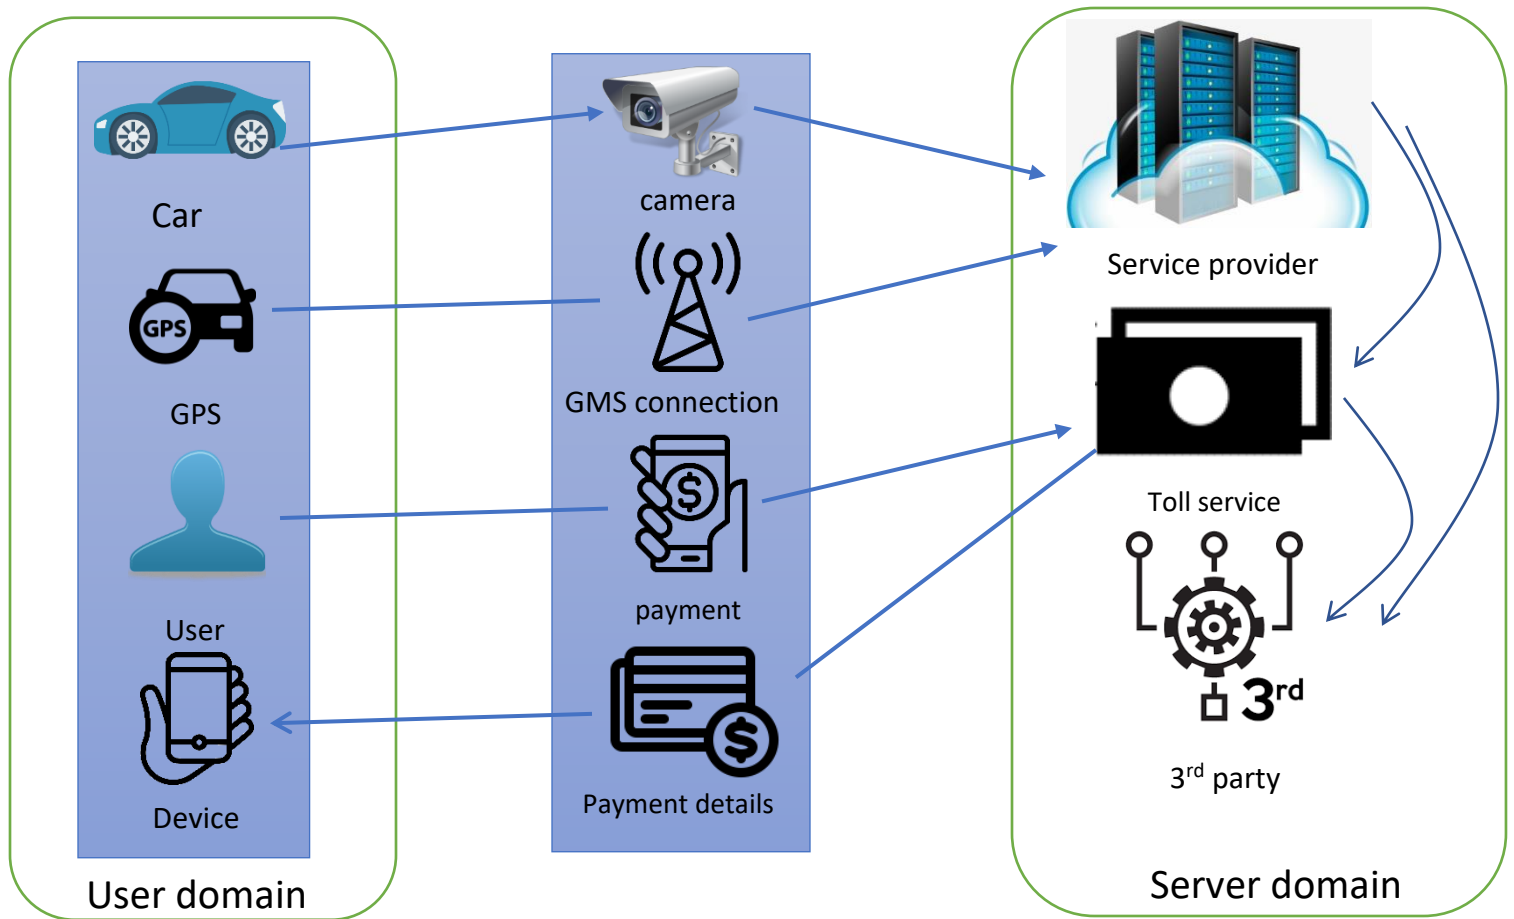 Car
GPS
GPS
User
Device
User domain
camera
GMS connection
$
payment
$
Payment details
Service provider
Toll service
3rd
3rd party
Server domain